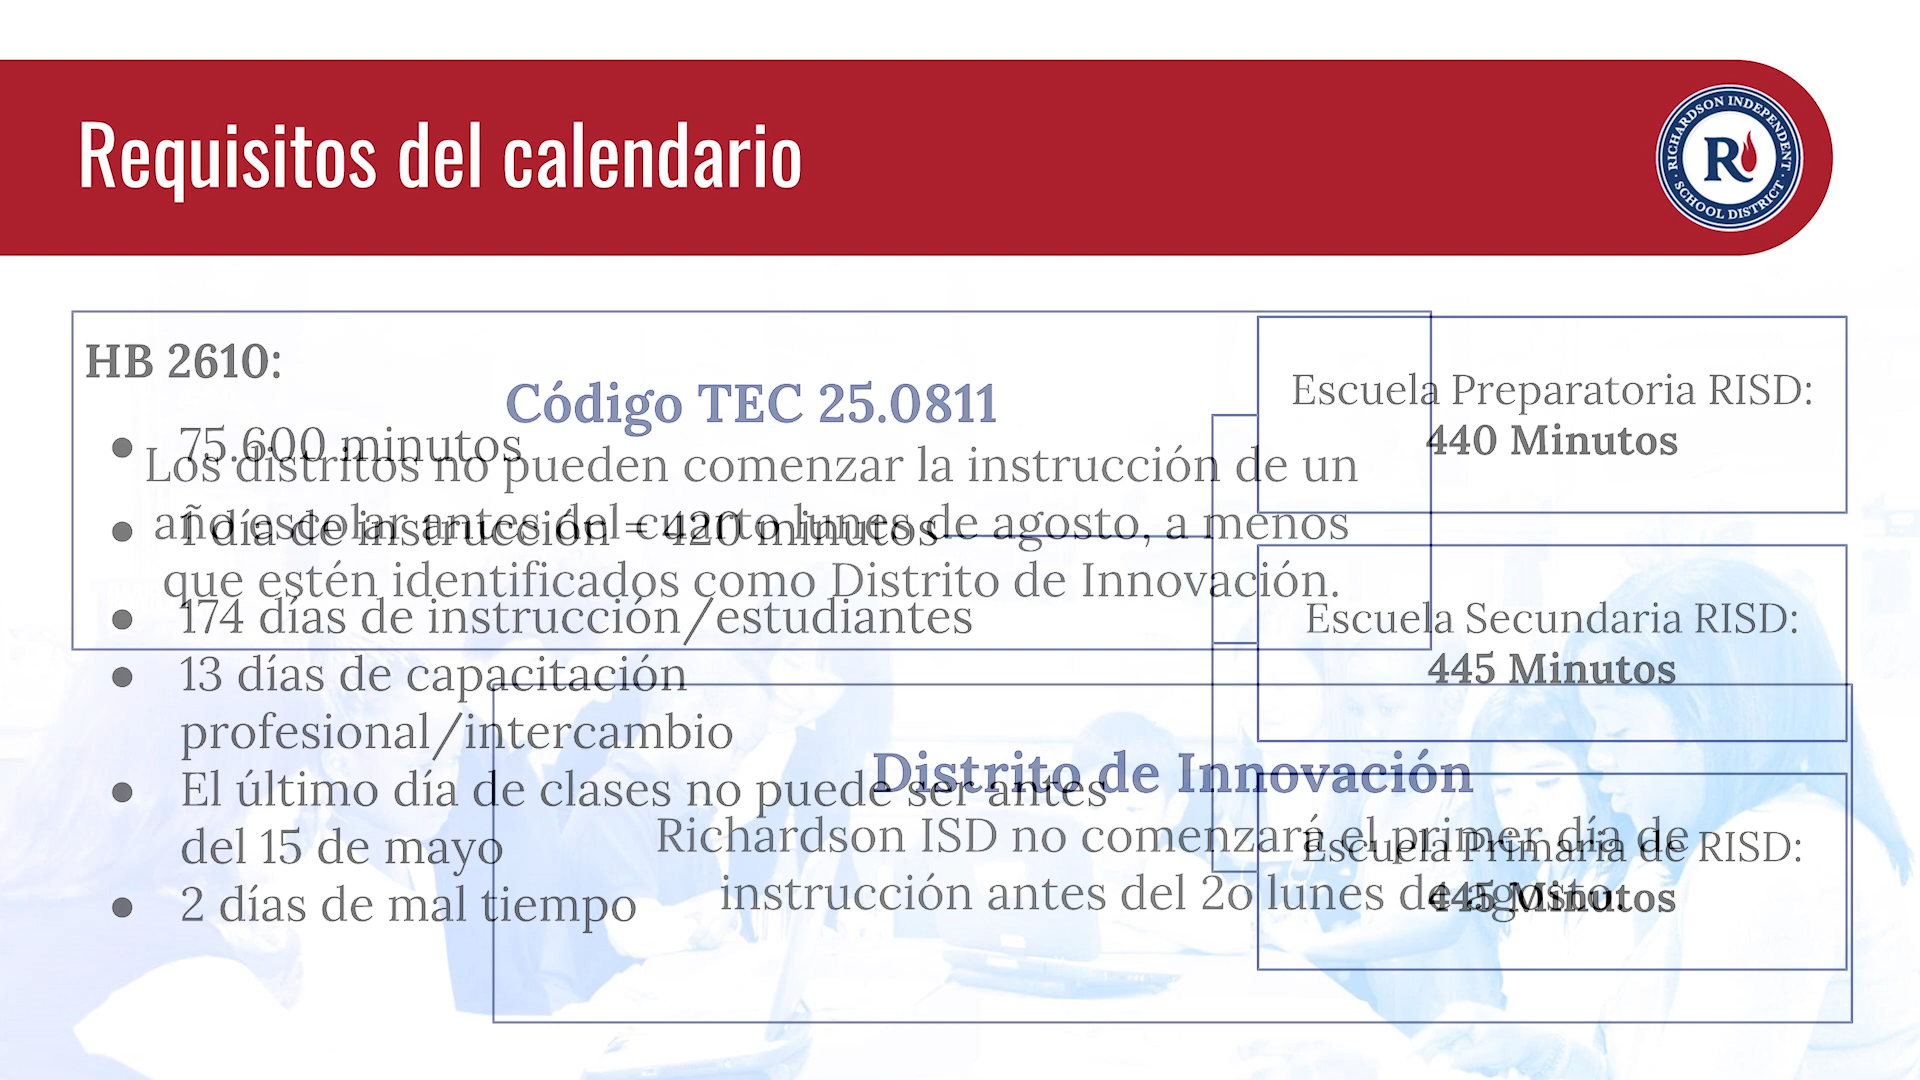 Requisitos del calendario
RICHARDSON INDEPENDENT
SCHOOL DISTRICT
R
HB 2610:
75.600 minutos
1 día de instrucción = 420 minutos
174 días de instrucción/estudiantes
13 días de capacitación
profesional/intercambio
El último día de clases no puede ser antes
del 15 de mayo
2 días de mal tiempo
Escuela Preparatoria RISD:
440 Minutos
Escuela Secundaria RISD:
445 Minutos
Escuela Primaria de RISD:
445 Minutos
Código TEC 25.0811
Los distritos no pueden comenzar la instrucción de un
año escolar antes del cuarto lunes de agosto, a menos
que estén identificados como Distrito de Innovación.
Distrito de Innovación
Richardson ISD no comenzará el primer día de
instrucción antes del 2o lunes de agosto.